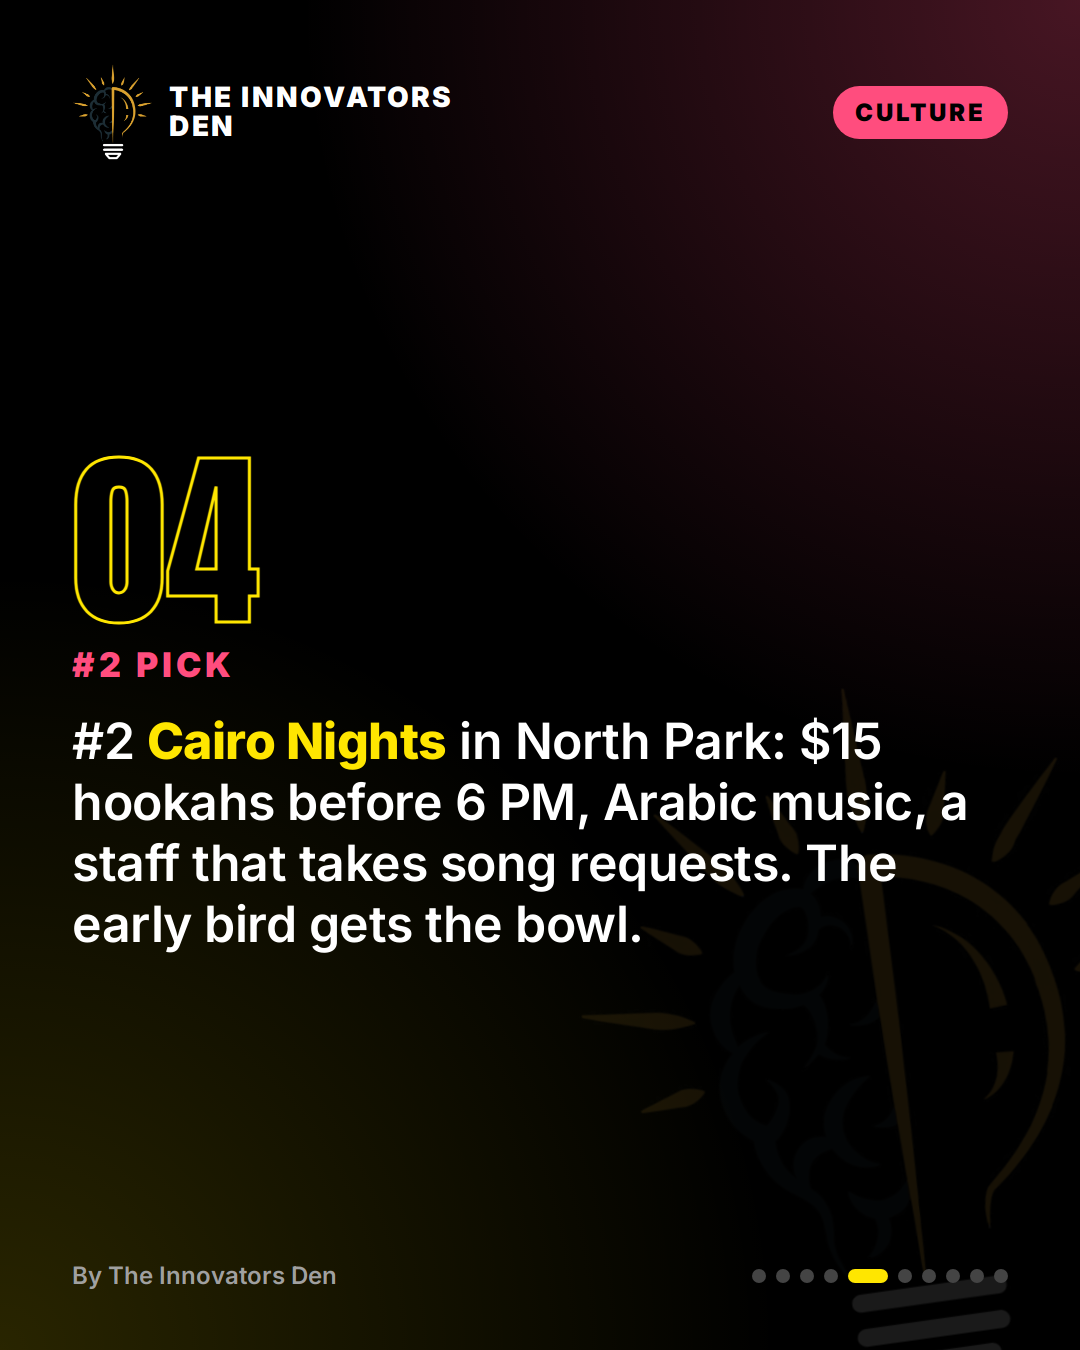 THE INNOVATORS
DEN
CULTURE
04
#2 PICK
#2 Cairo Nights in North Park: $15
hookahs before 6 PM, Arabic music, a
staff that takes song requests. The
early bird gets the bowl.
By The Innovators Den